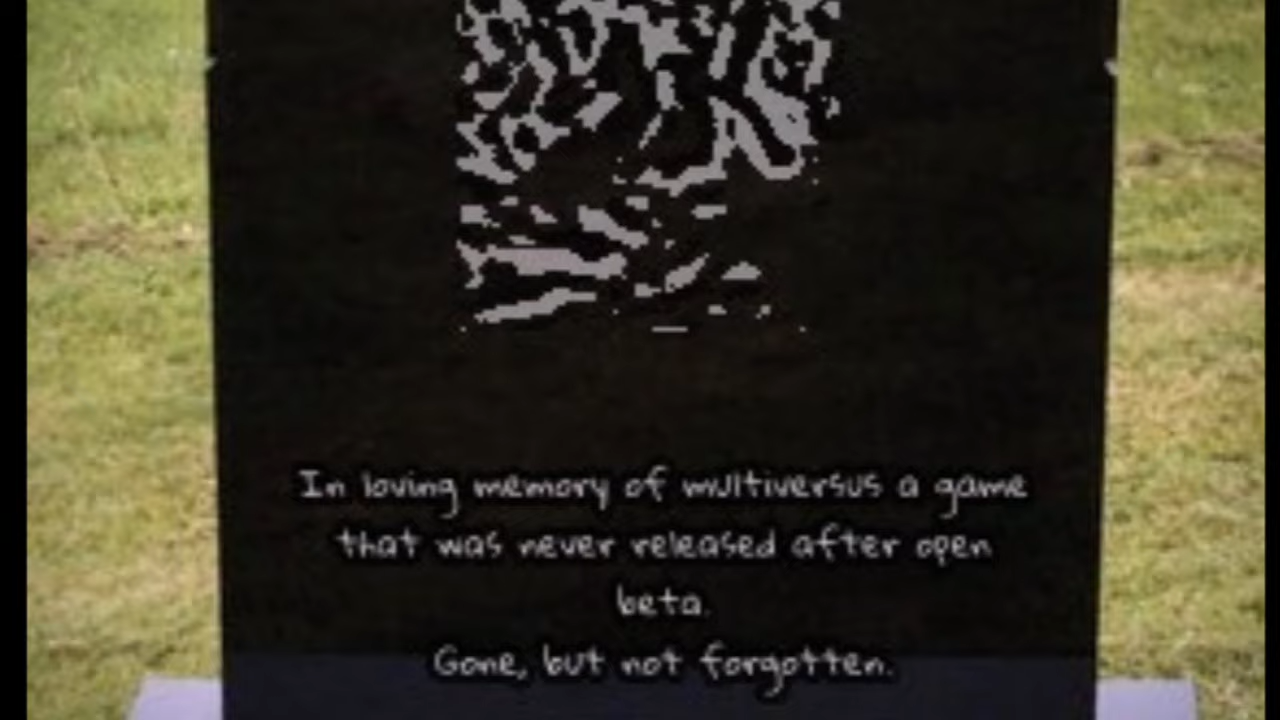 In loving memory of multiversus a game
that was never released after open
beta.
Gone, but not forgotten.